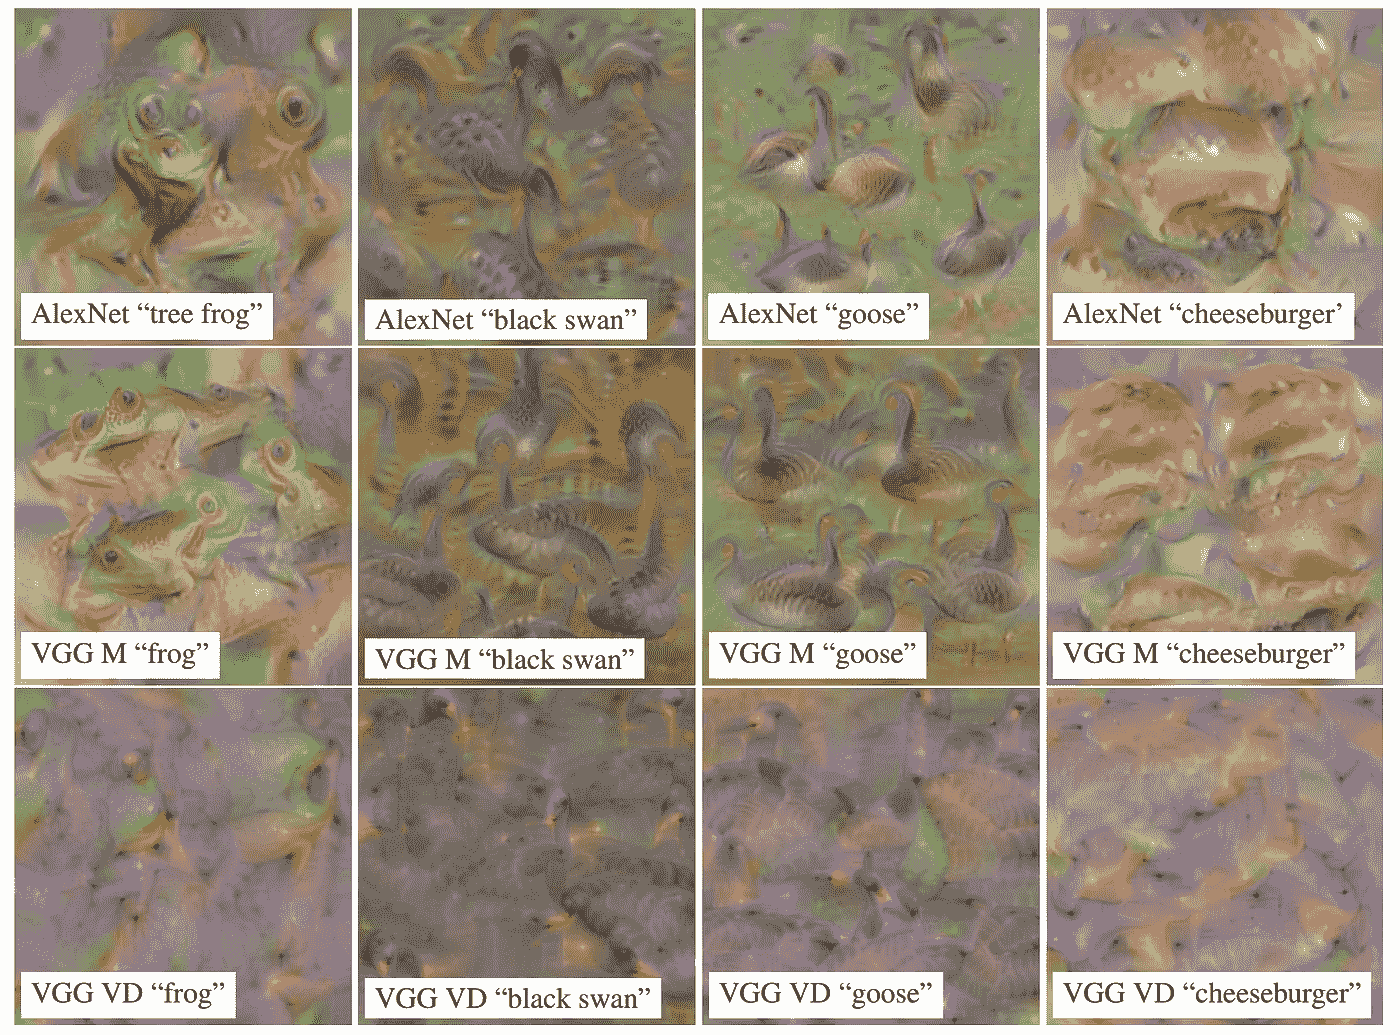 AlexNet “tree frog”
AlexNet “black swan”
AlexNet “goose”
AlexNet “cheeseburger’
VGG M “frog”
VGG M “black swan”
VGG M “goose”
VGG M “cheeseburger”
VGG VD “frog”
VGG VD “black swan”
VGG VD “goose”
VGG VD “cheeseburger”